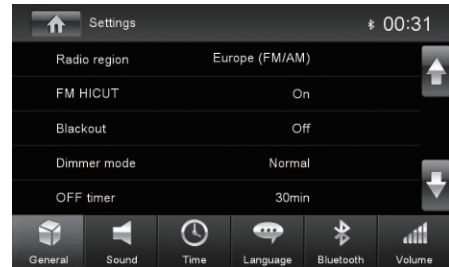 Settings 00:31
Radio region Europe (FM/AM)
FM HICUT On
Blackout Off
Dimmer mode Normal
OFF timer 30min
General Sound Time Language Bluetooth Volume